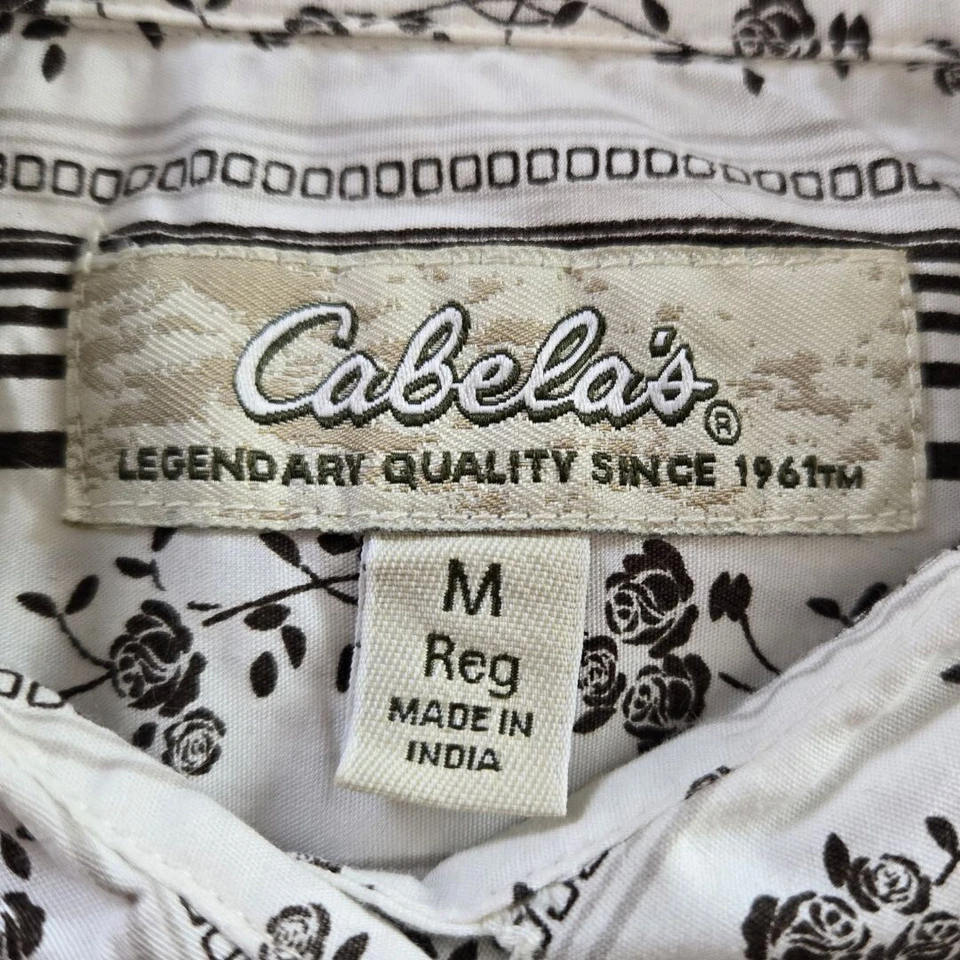 Cabela's®
LEGENDARY QUALITY SINCE 1961™
M
Reg
MADE IN
INDIA